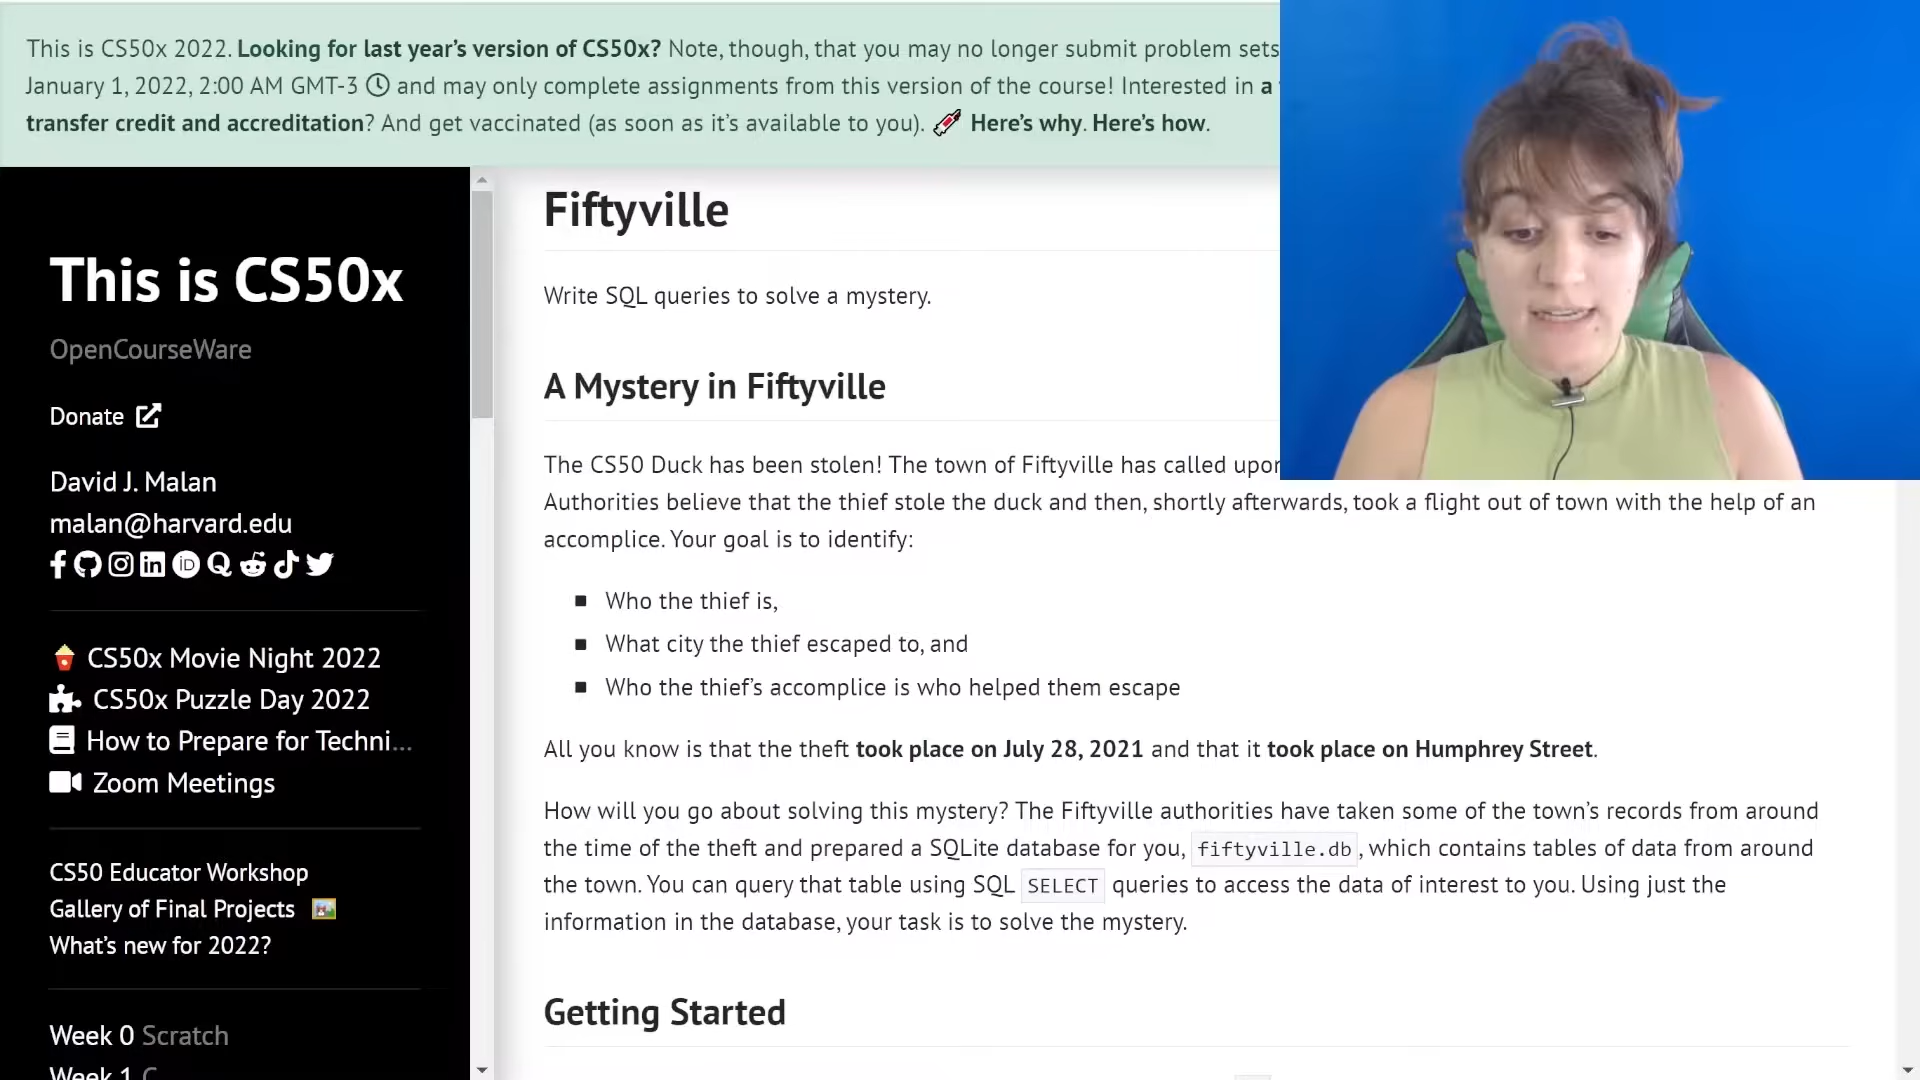 This is CS50x 2022. Looking for last year's version of CS50x? Note, though, that you may no longer submit problem sets
January 1, 2022, 2:00 AM GMT-3 and may only complete assignments from this version of the course! Interested in a
transfer credit and accreditation? And get vaccinated (as soon as it's available to you). Here's why. Here's how.
This is CS50x
OpenCourseWare
Donate
David J. Malan
malan@harvard.edu
CS50x Movie Night 2022
CS50x Puzzle Day 2022
How to Prepare for Techni...
Zoom Meetings
CS50 Educator Workshop
Gallery of Final Projects
What's new for 2022?
Week 0 Scratch
Week 1 C
Fiftyville
Write SQL queries to solve a mystery.
A Mystery in Fiftyville
The CS50 Duck has been stolen! The town of Fiftyville has called upon
Authorities believe that the thief stole the duck and then, shortly afterwards, took a flight out of town with the help of an
accomplice. Your goal is to identify:
Who the thief is,
What city the thief escaped to, and
Who the thief's accomplice is who helped them escape
All you know is that the theft took place on July 28, 2021 and that it took place on Humphrey Street.
How will you go about solving this mystery? The Fiftyville authorities have taken some of the town's records from around
the time of the theft and prepared a SQLite database for you, fiftyville.db, which contains tables of data from around
the town. You can query that table using SQL SELECT queries to access the data of interest to you. Using just the
information in the database, your task is to solve the mystery.
Getting Started